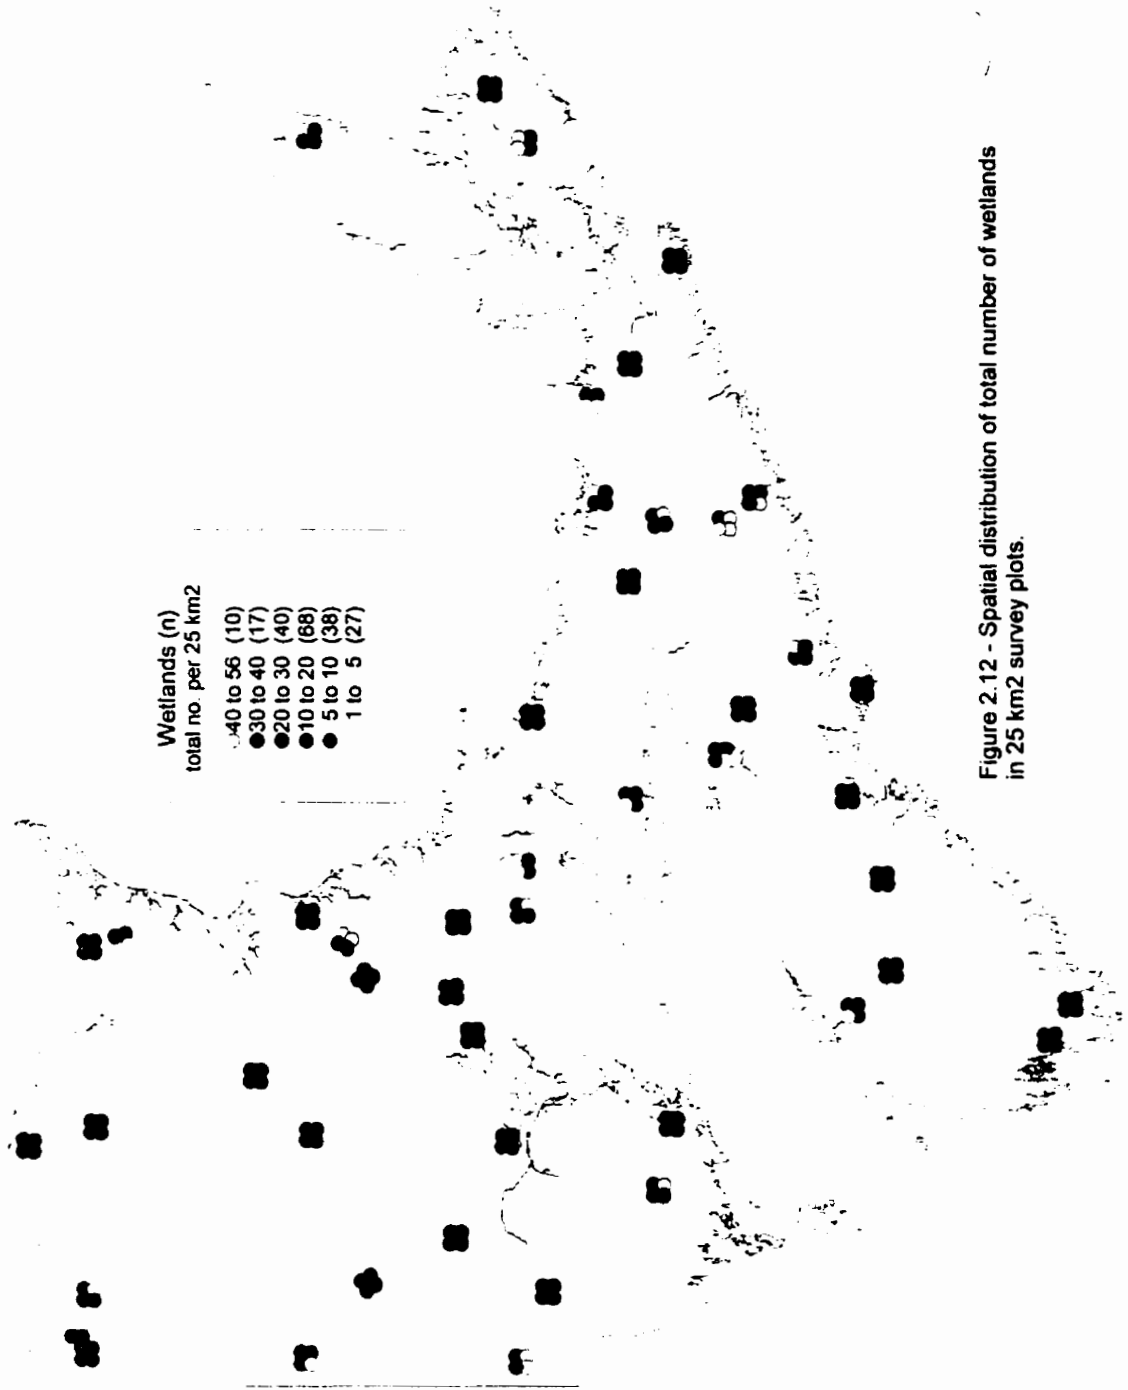 Wetlands (n)
total no. per 25 km2
40 to 56 (10)
30 to 40 (17)
20 to 30 (40)
10 to 20 (68)
5 to 10 (38)
1 to 5 (27)
Figure 2.12 - Spatial distribution of total number of wetlands
in 25 km2 survey plots.